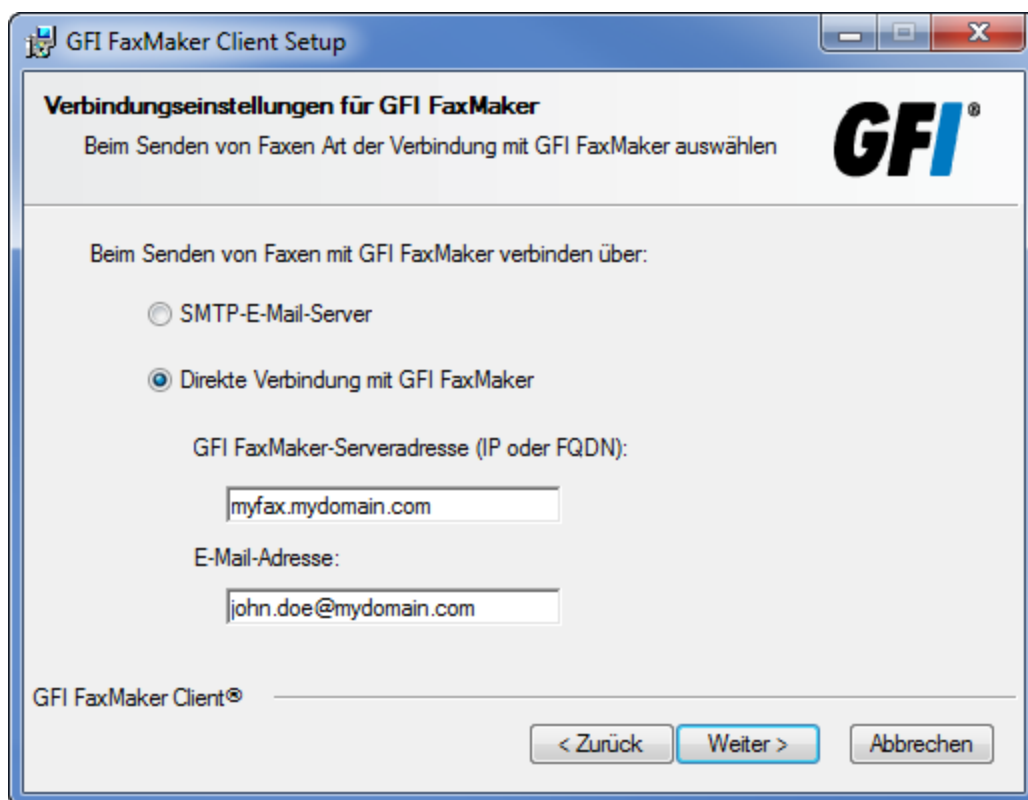 GFI FaxMaker Client Setup
Verbindungseinstellungen für GFI FaxMaker
Beim Senden von Faxen Art der Verbindung mit GFI FaxMaker auswählen
GFI®
Beim Senden von Faxen mit GFI FaxMaker verbinden über:
SMTP-E-Mail-Server
Direkte Verbindung mit GFI FaxMaker
GFI FaxMaker-Serveradresse (IP oder FQDN):
myfax.mydomain.com
E-Mail-Adresse:
john.doe@mydomain.com
GFI FaxMaker Client®
< Zurück
Weiter >
Abbrechen